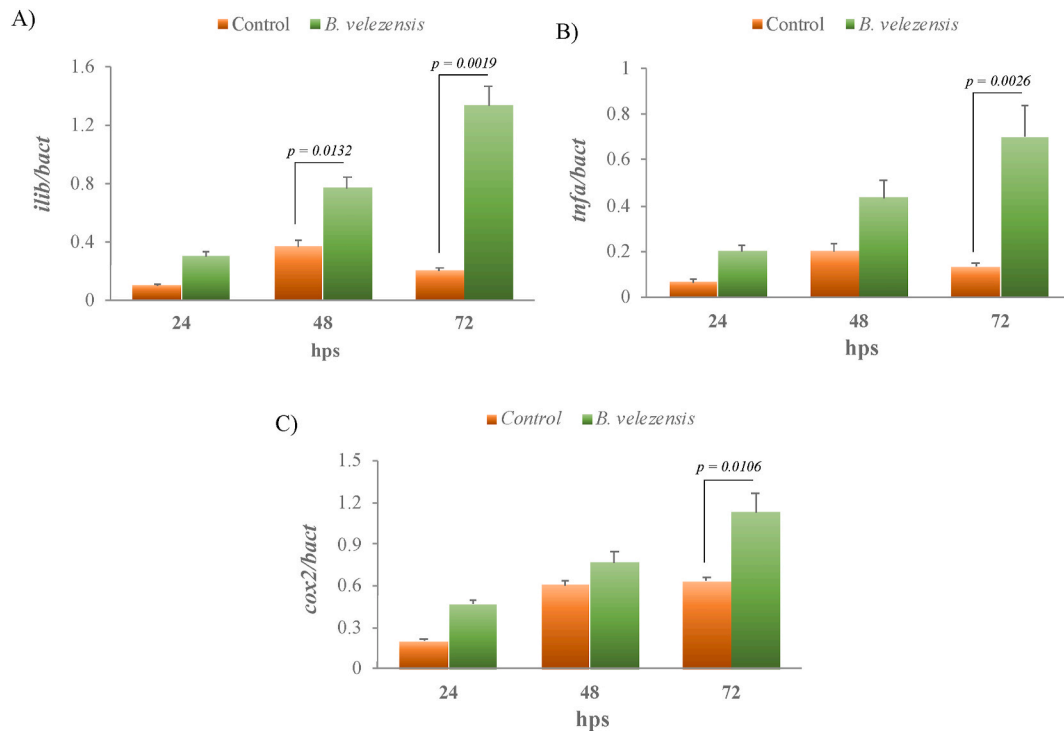 A)
Control B. velezensis
ilib/bact
1.6
1.2
0.8
0.4
0
p = 0.0132
p = 0.0019
24 48 72
hps
B)
Control B. velezensis
tnfa/bact
1
0.8
0.6
0.4
0.2
0
p = 0.0026
24 48 72
hps
C)
Control B. velezensis
cox2/bact
1.5
1.2
0.9
0.6
0.3
0
p = 0.0106
24 48 72
hps